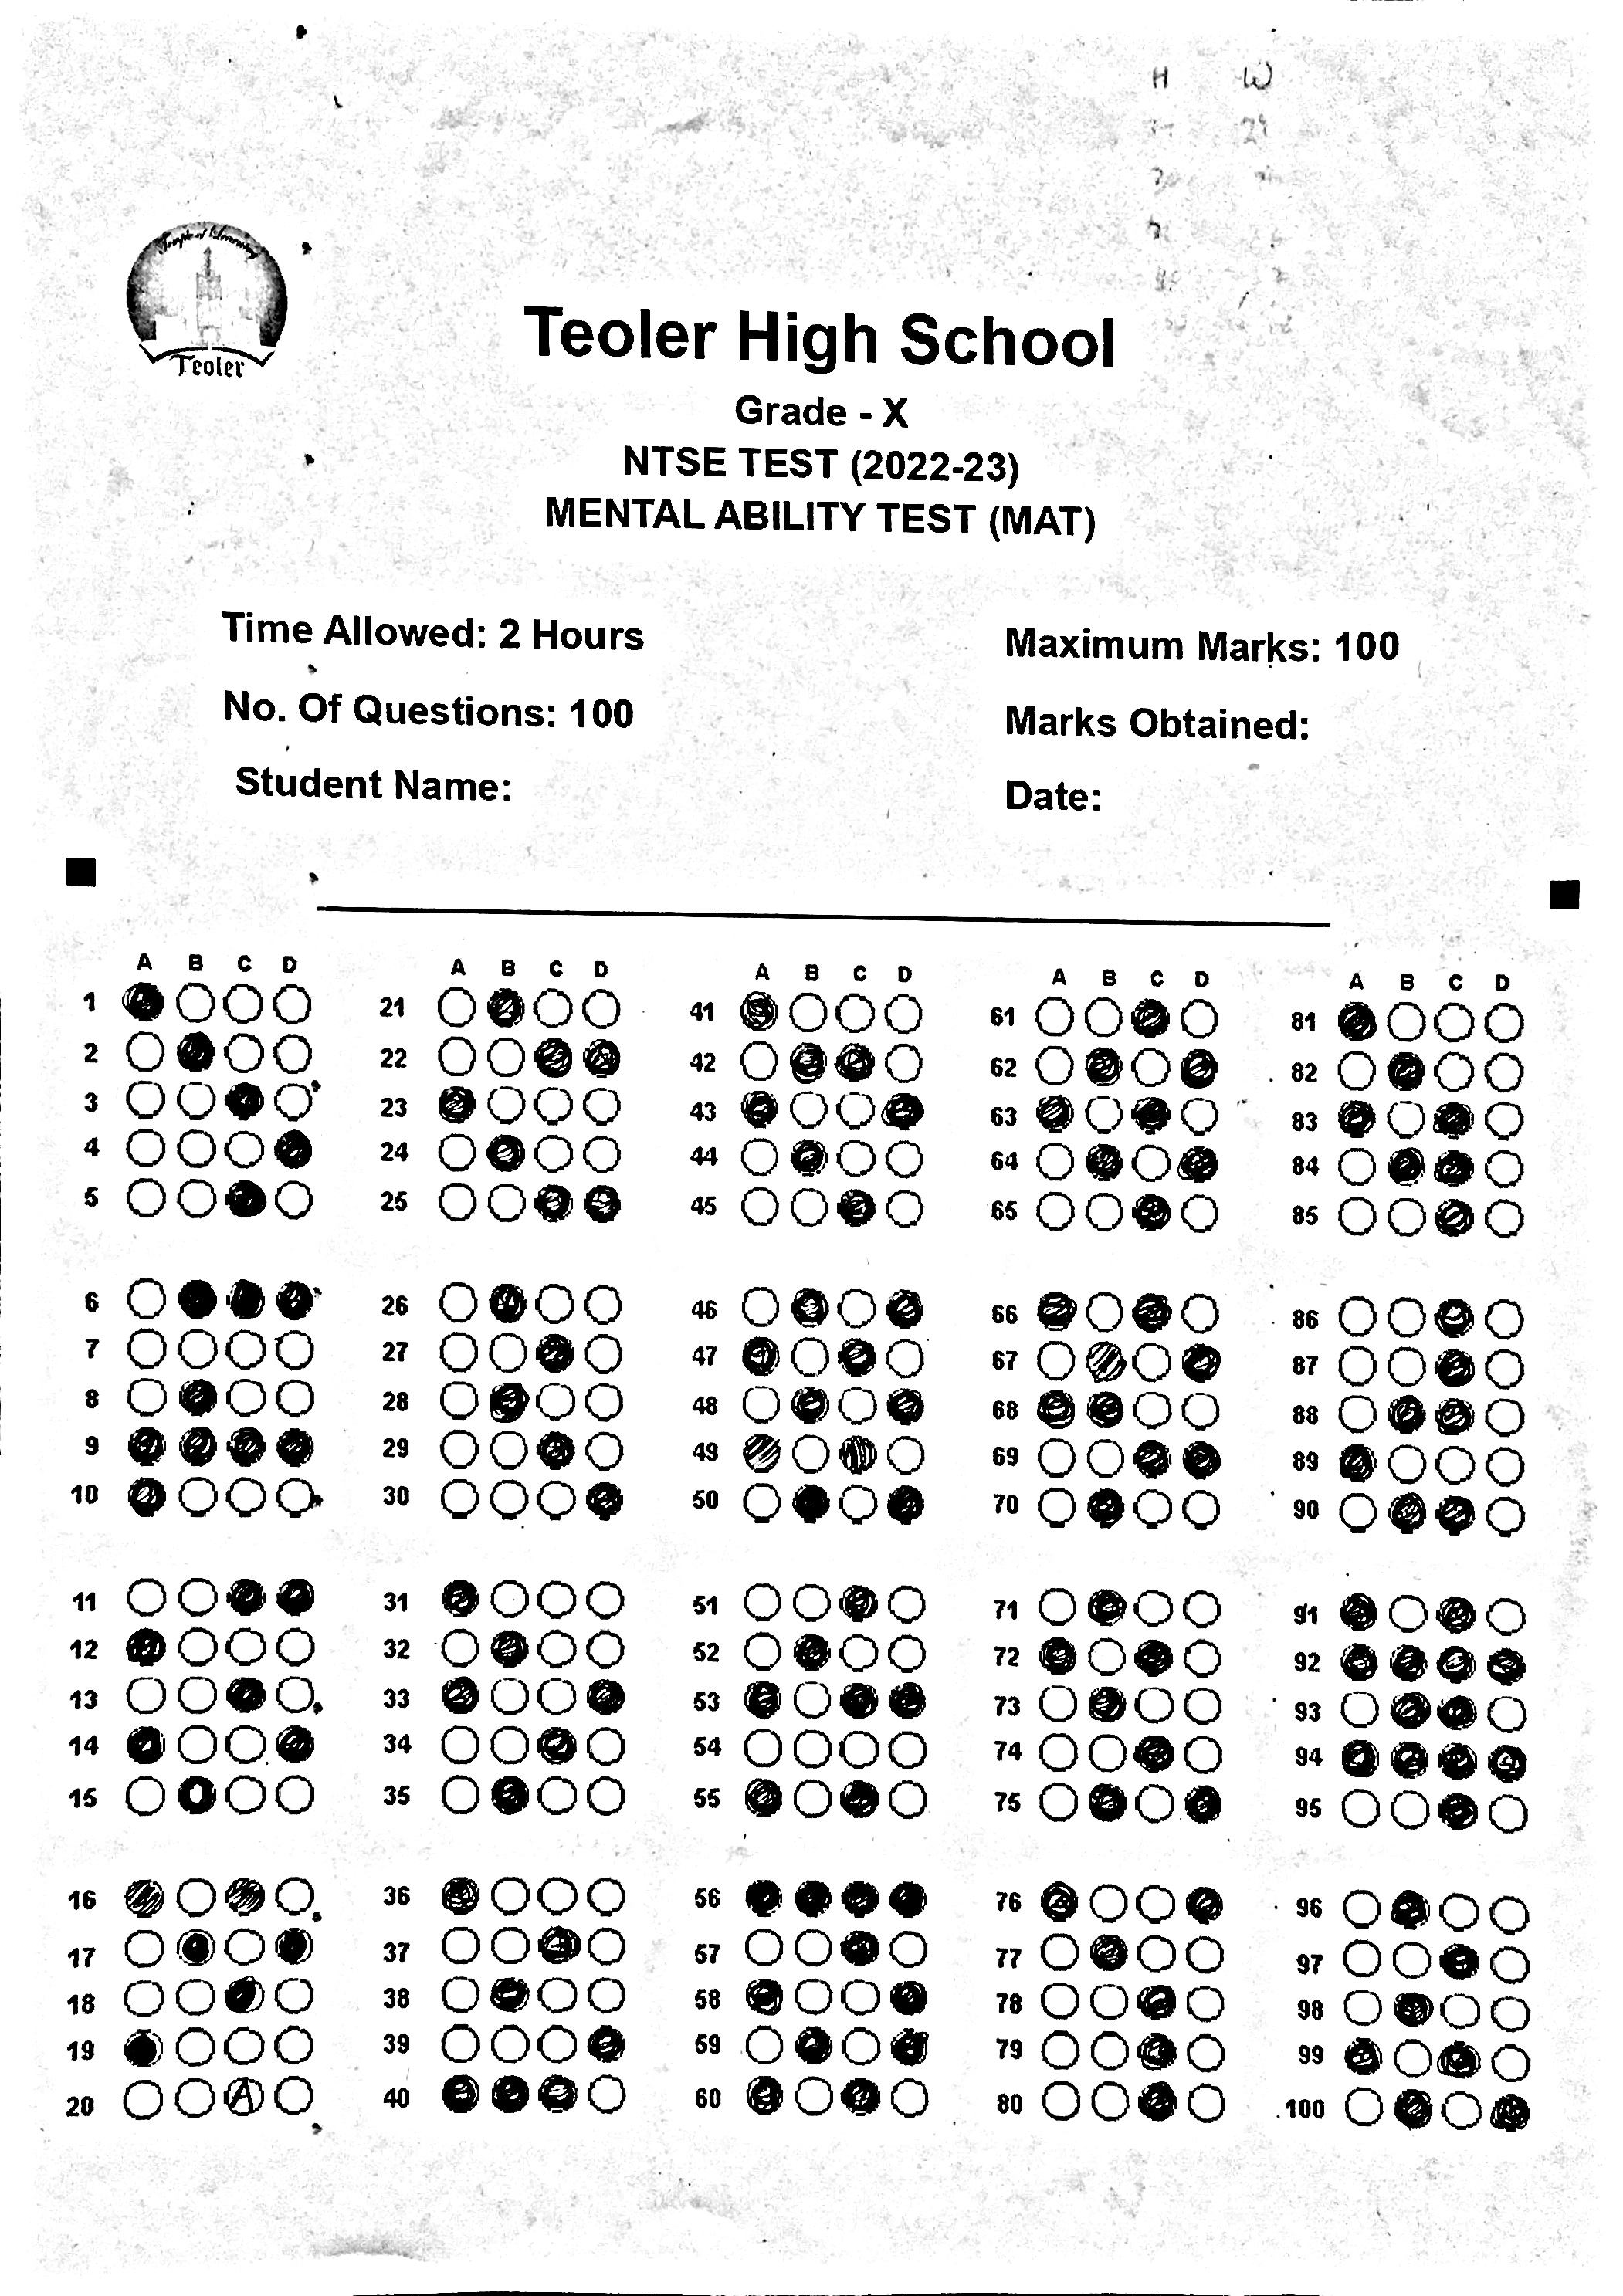 H W
29
Temple of Learning
Teoler
Teoler High School
Grade - X
NTSE TEST (2022-23)
MENTAL ABILITY TEST (MAT)
Time Allowed: 2 Hours Maximum Marks: 100
No. Of Questions: 100 Marks Obtained:
Student Name: Date:
A B C D A B C D A B C D A B C D A B C D
1 21 41 61 81
2 22 42 62 82
3 23 43 63 83
4 24 44 64 84
5 25 45 65 85
6 26 46 66 86
7 27 47 67 87
8 28 48 68 88
9 29 49 69 89
10 30 50 70 90
11 31 51 71 91
12 32 52 72 92
13 33 53 73 93
14 34 54 74 94
15 35 55 75 95
16 36 56 76 96
17 37 57 77 97
18 38 58 78 98
19 39 59 79 99
20 A 40 60 80 100